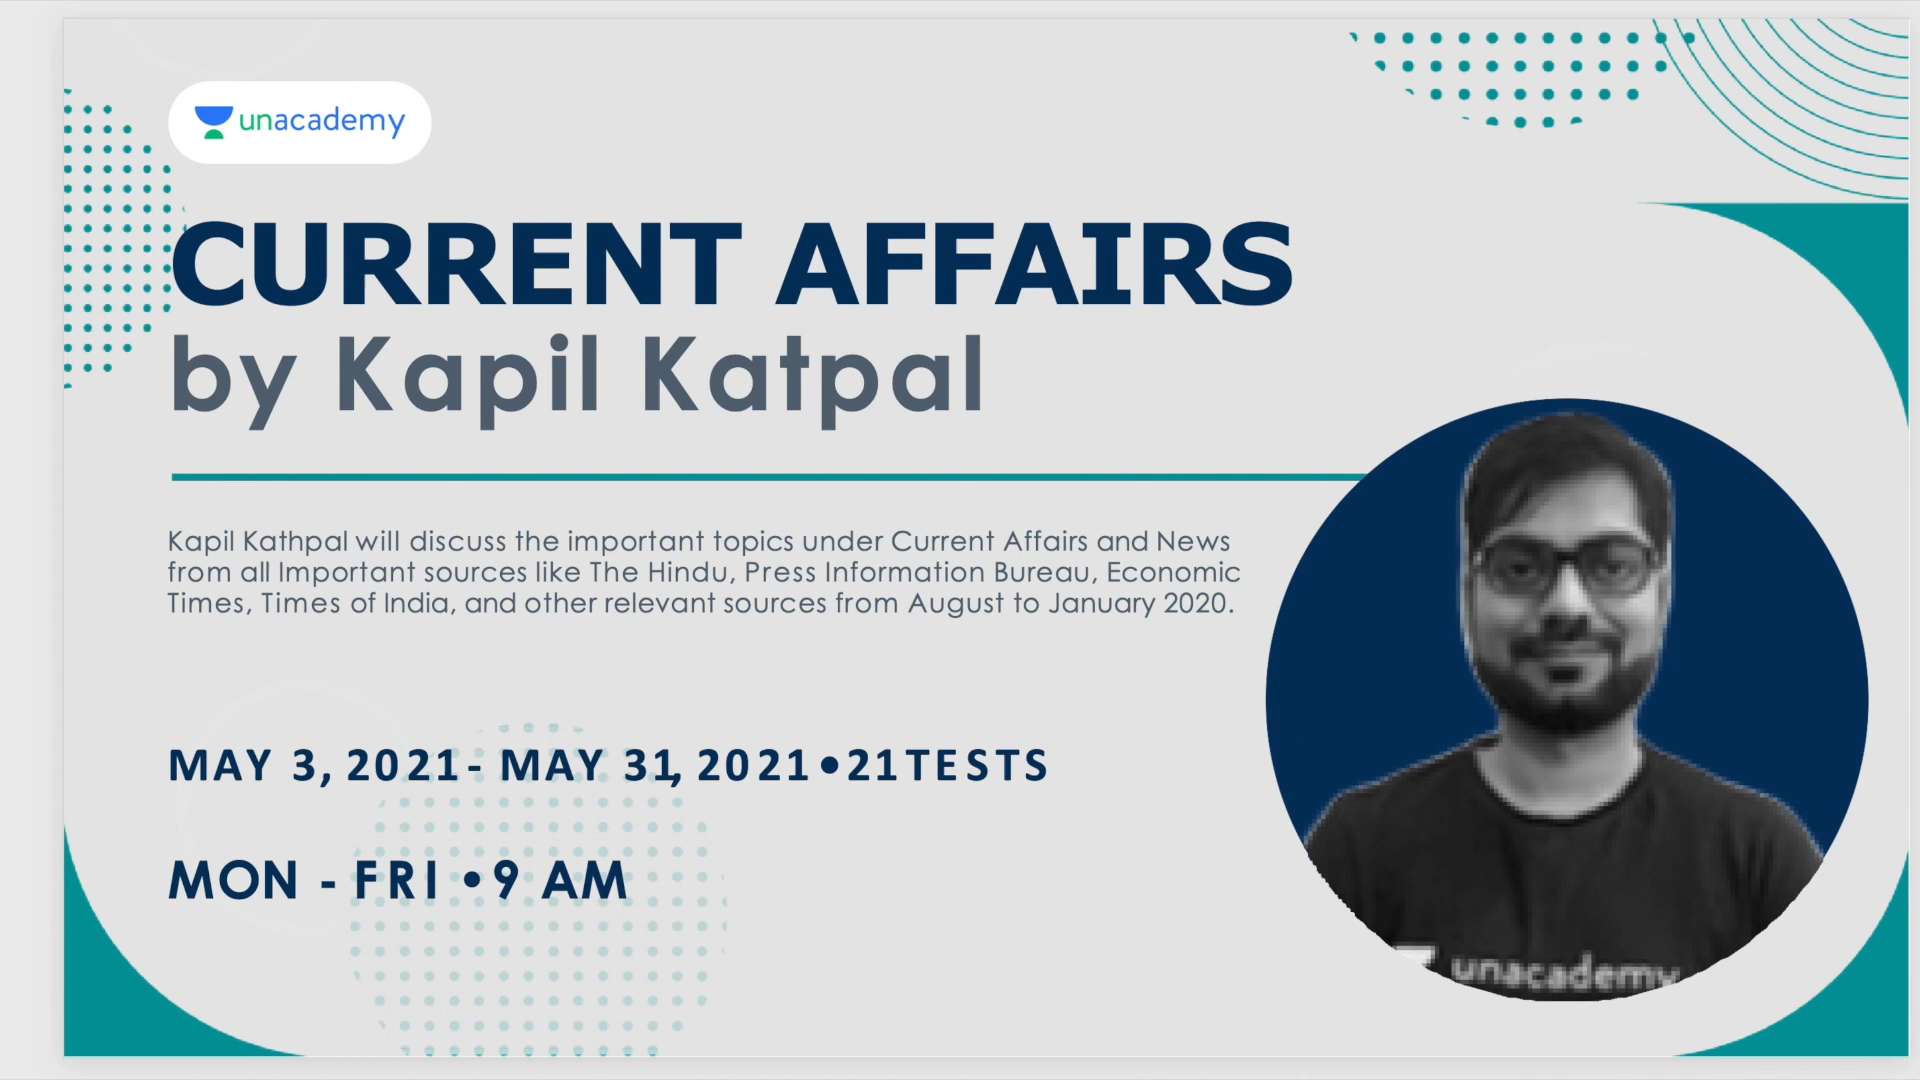 unacademy
CURRENT AFFAIRS
by Kapil Katpal
Kapil Kathpal will discuss the important topics under Current Affairs and News
from all Important sources like The Hindu, Press Information Bureau, Economic
Times, Times of India, and other relevant sources from August to January 2020.
MAY 3, 2021- MAY 31, 2021•21TESTS
MON - FRI •9 AM
unacademy